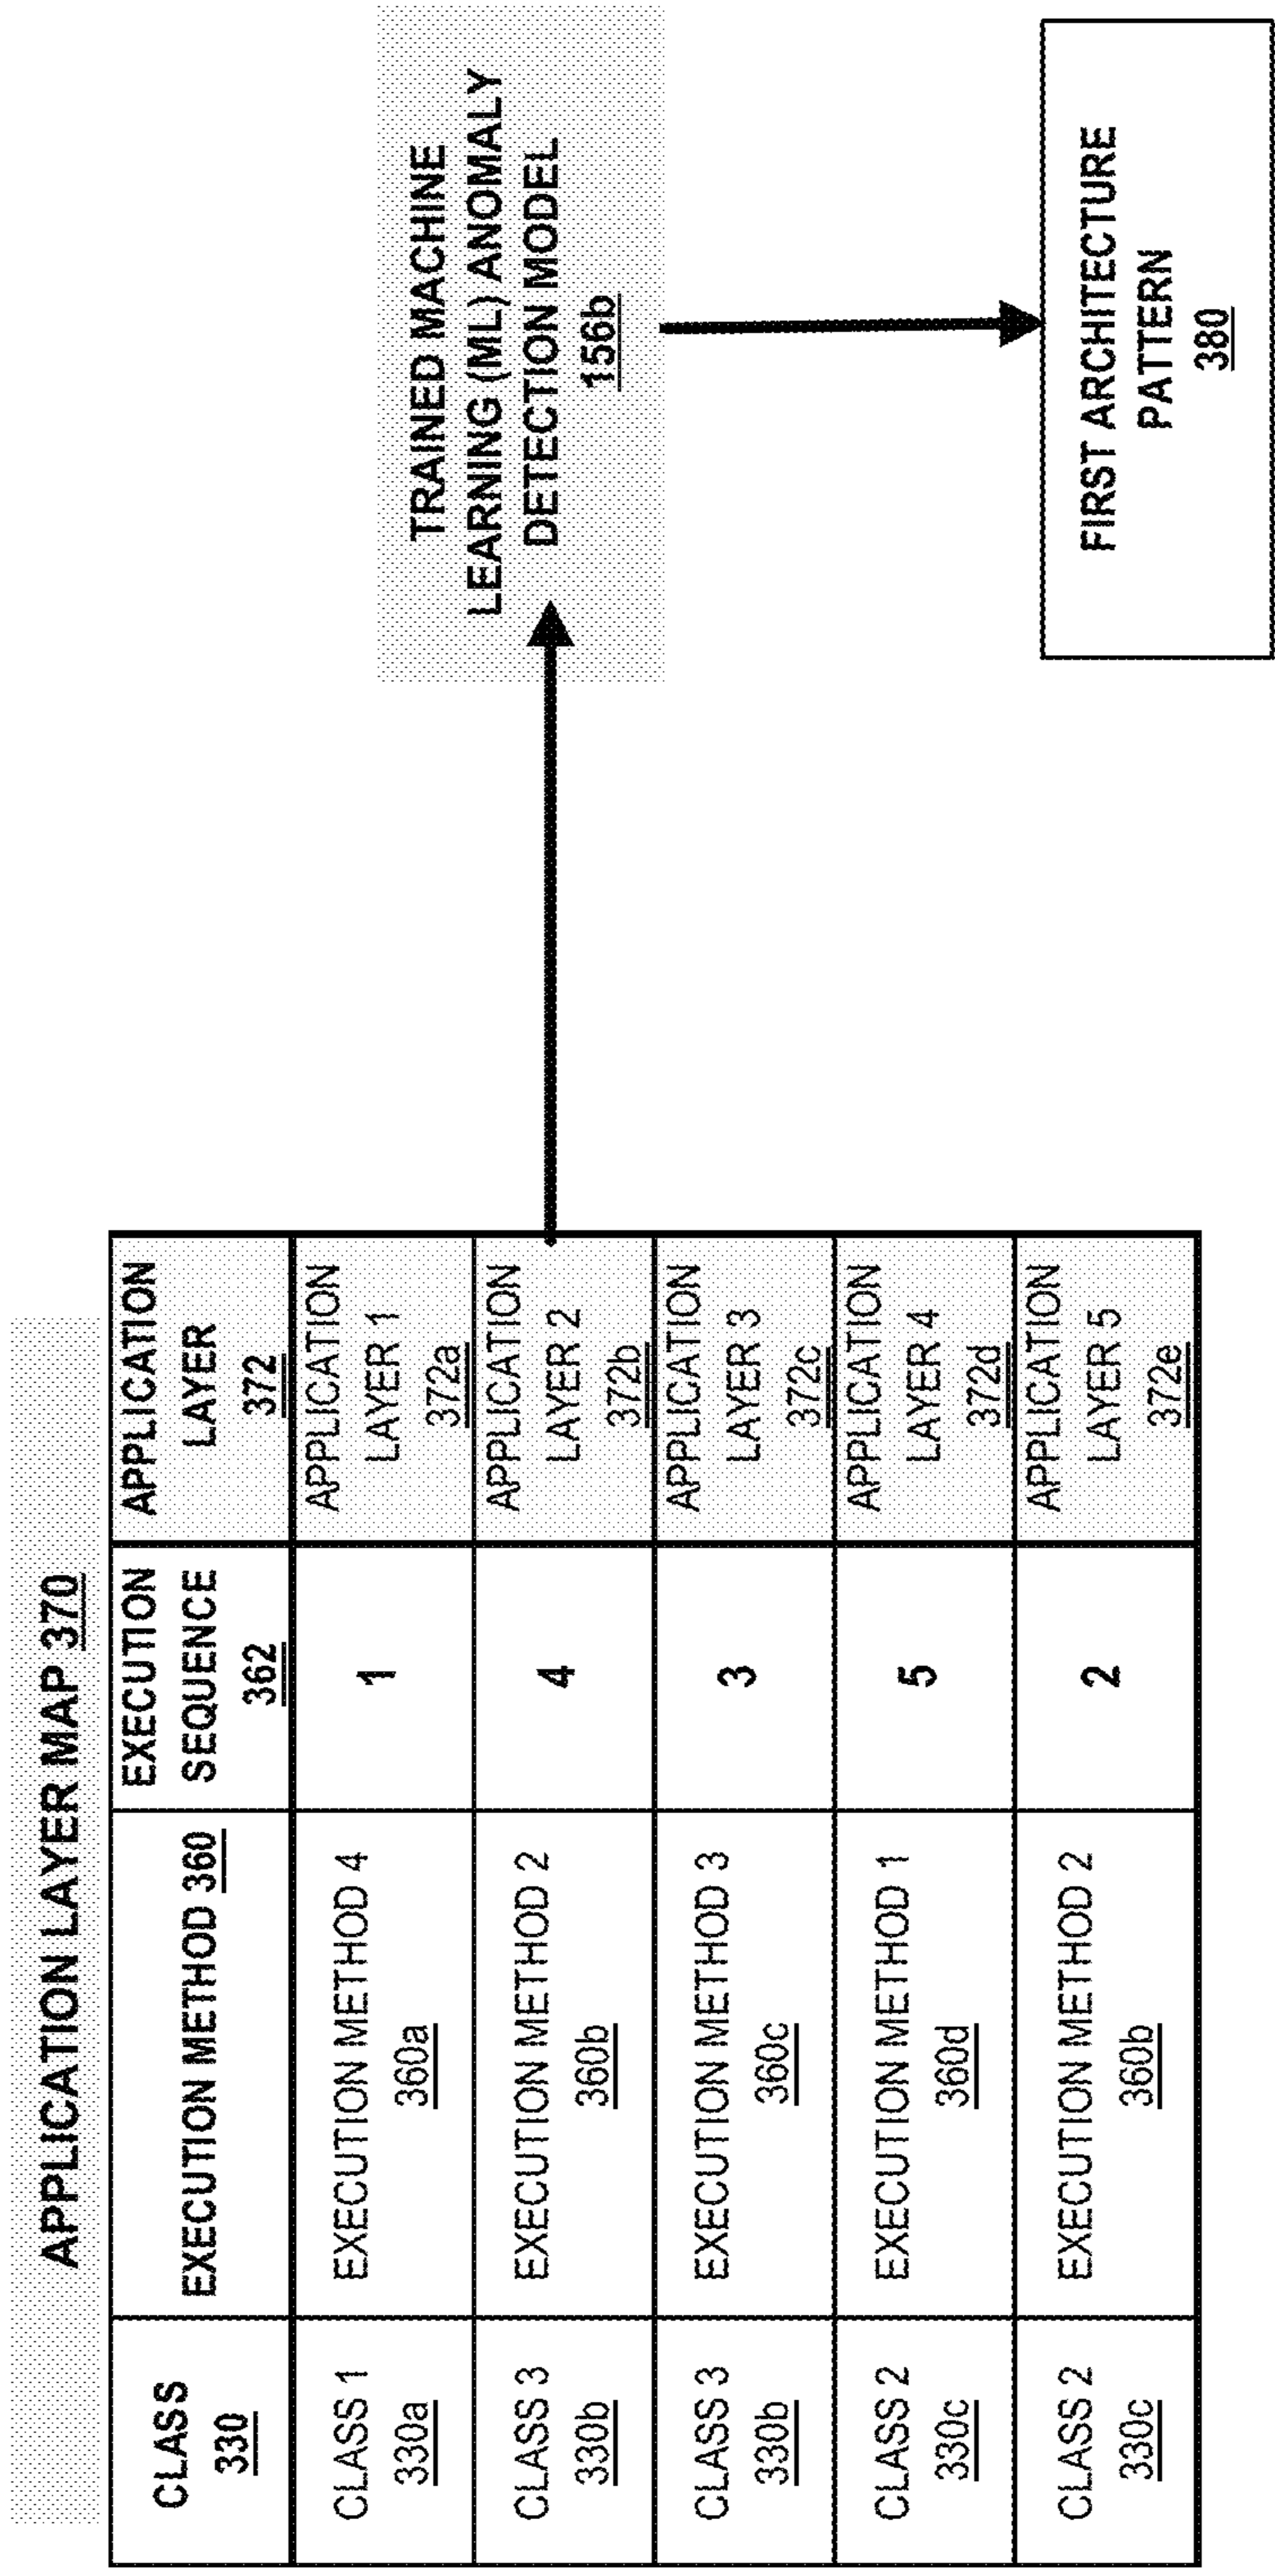 APPLICATION LAYER MAP 370
CLASS
330
EXECUTION METHOD 360
EXECUTION
SEQUENCE
362
APPLICATION
LAYER
372
CLASS 1
330a
EXECUTION METHOD 4
360a
1
APPLICATION
LAYER 1
372a
CLASS 3
330b
EXECUTION METHOD 2
360b
4
APPLICATION
LAYER 2
372b
CLASS 3
330b
EXECUTION METHOD 3
360c
3
APPLICATION
LAYER 3
372c
CLASS 2
330c
EXECUTION METHOD 1
360d
5
APPLICATION
LAYER 4
372d
CLASS 2
330c
EXECUTION METHOD 2
360b
2
APPLICATION
LAYER 5
372e
TRAINED MACHINE
LEARNING (ML) ANOMALY
DETECTION MODEL
156b
FIRST ARCHITECTURE
PATTERN
380